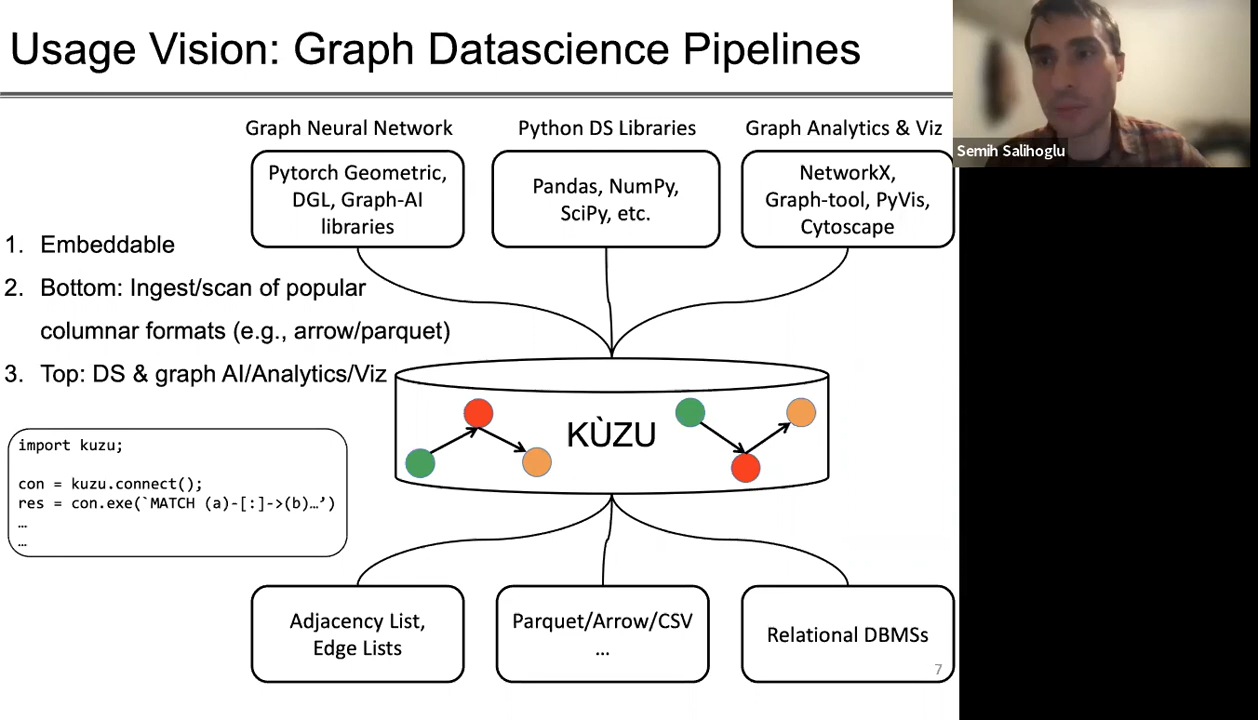 Usage Vision: Graph Datascience Pipelines
Semih Salihoglu
Graph Neural Network
Python DS Libraries
Graph Analytics & Viz
Pytorch Geometric,
DGL, Graph-AI
libraries
Pandas, NumPy,
SciPy, etc.
NetworkX,
Graph-tool, PyVis,
Cytoscape
1. Embeddable
2. Bottom: Ingest/scan of popular
columnar formats (e.g., arrow/parquet)
3. Top: DS & graph AI/Analytics/Viz
KÙZU
import kuzu;
con = kuzu.connect();
res = con.exe(`MATCH (a)-[:]->(b)…’)
…
…
Adjacency List,
Edge Lists
Parquet/Arrow/CSV
…
Relational DBMSs
7